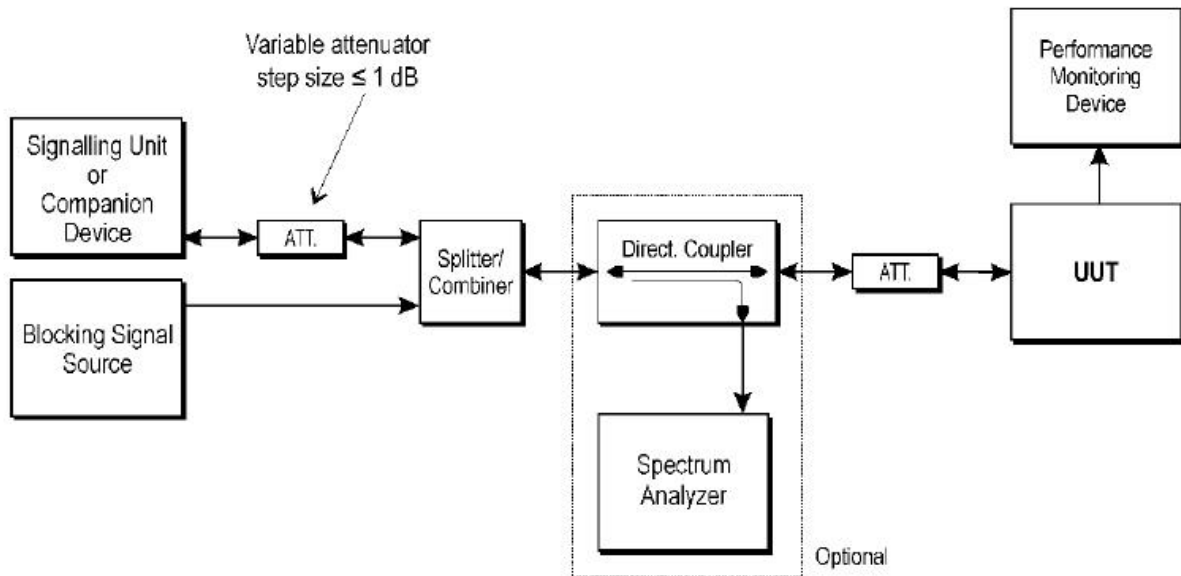 Variable attenuator
step size ≤ 1 dB
Performance
Monitoring
Device
Signalling Unit
or
Companion
Device
ATT.
Splitter/
Combiner
Direct. Coupler
ATT.
UUT
Blocking Signal
Source
Spectrum
Analyzer
Optional